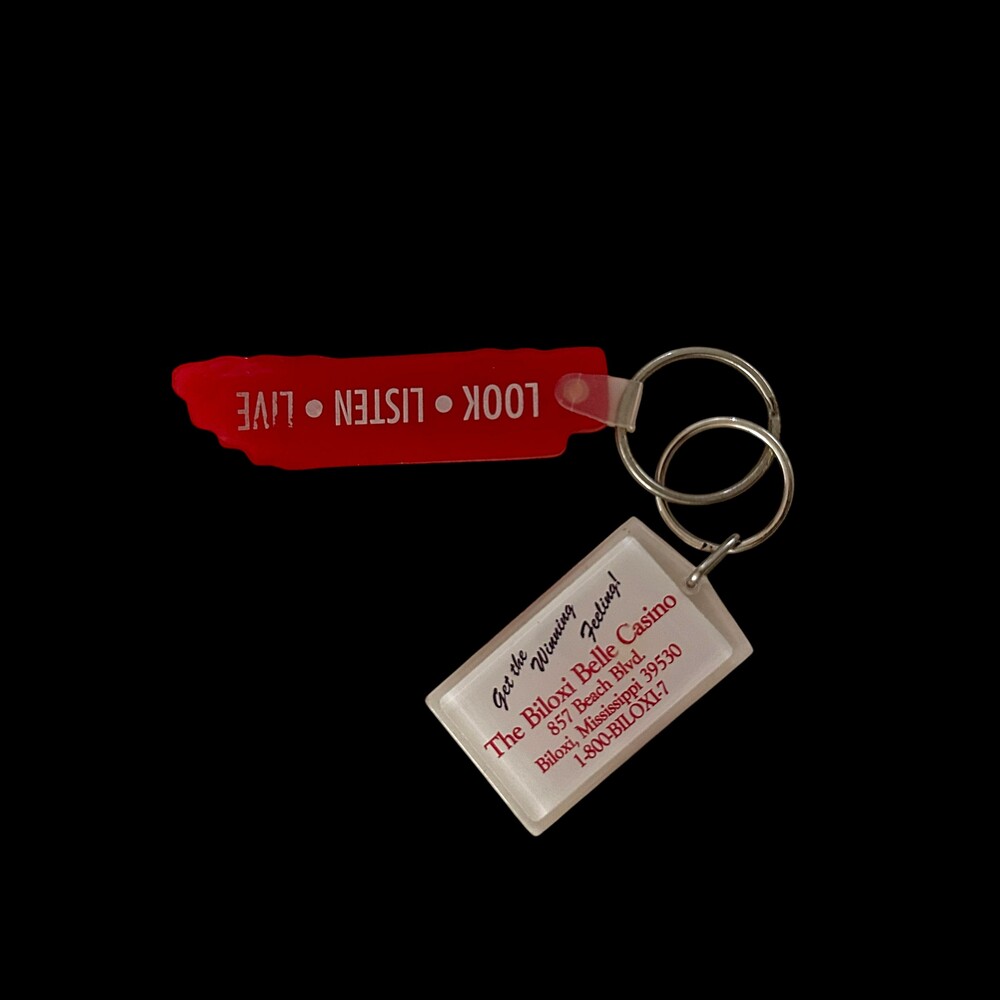 LOOK • LISTEN • LIVE
Get the
Winning
Feeling!
The Biloxi Belle Casino
857 Beach Blvd.
Biloxi, Mississippi 39530
1-800-BILOXI-7